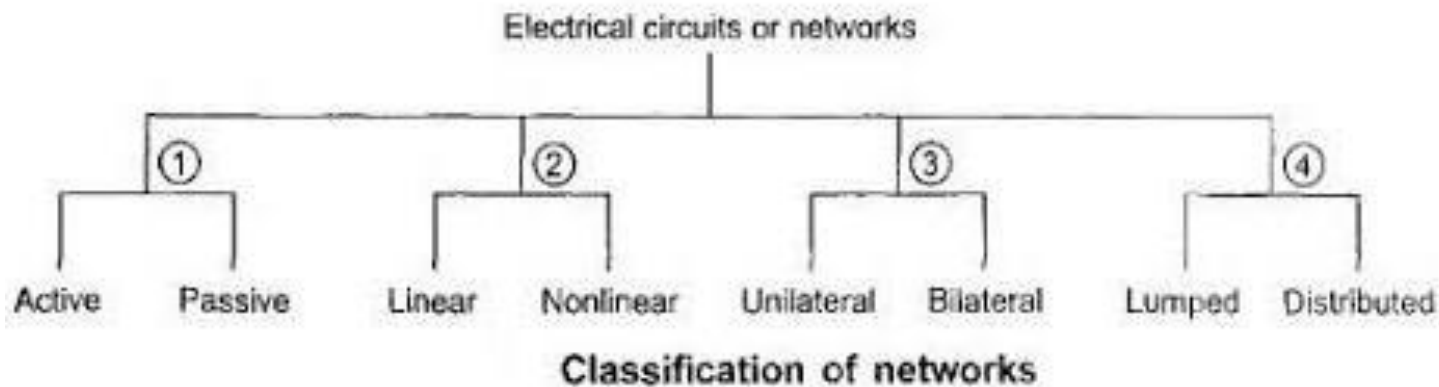 Electrical circuits or networks
① ② ③ ④
Active Passive Linear Nonlinear Unilateral Bilateral Lumped Distributed
Classification of networks